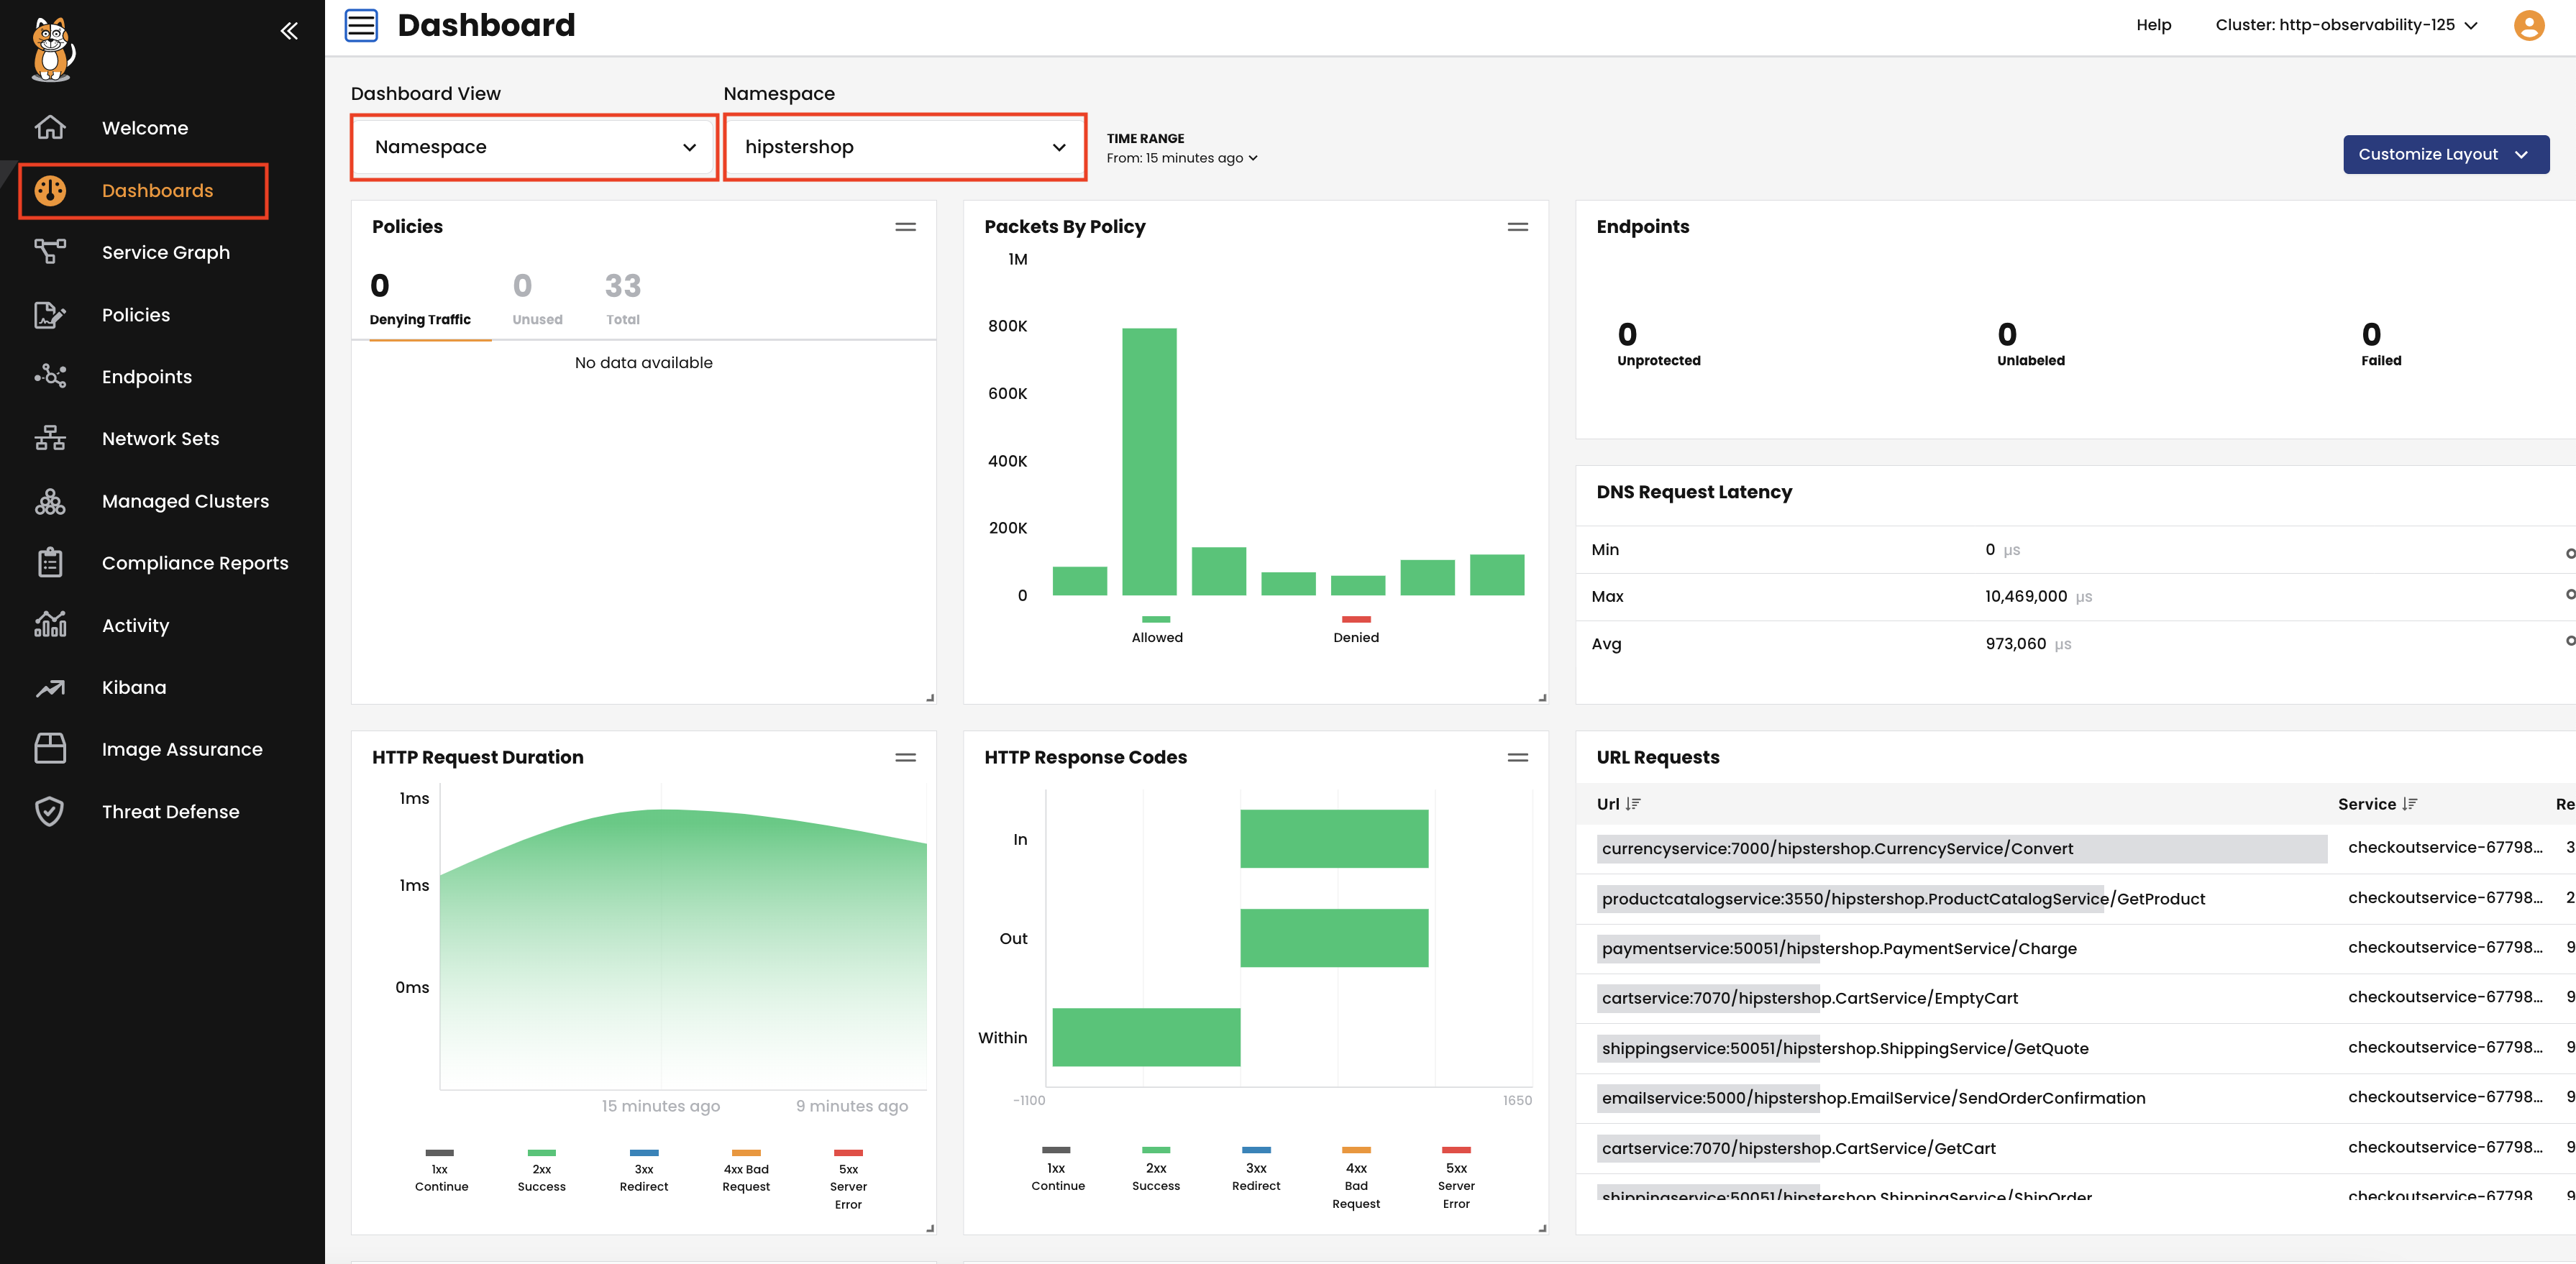 Dashboard
Help
Cluster: http-observability-125
Welcome
Dashboards
Service Graph
Policies
Endpoints
Network Sets
Managed Clusters
Compliance Reports
Activity
Kibana
Image Assurance
Threat Defense
Dashboard View
Namespace
Namespace
hipstershop
TIME RANGE
From: 15 minutes ago
Customize Layout
Policies
0
Denying Traffic
0
Unused
33
Total
No data available
Packets By Policy
1M
800K
600K
400K
200K
0
Allowed
Denied
Endpoints
0
Unprotected
0
Unlabeled
0
Failed
DNS Request Latency
Min 0 µs
Max 10,469,000 µs
Avg 973,060 µs
HTTP Request Duration
1ms
1ms
0ms
15 minutes ago
9 minutes ago
1xx
Continue
2xx
Success
3xx
Redirect
4xx Bad
Request
5xx
Server
Error
HTTP Response Codes
In
Out
Within
-1100
1650
1xx
Continue
2xx
Success
3xx
Redirect
4xx
Bad
Request
5xx
Server
Error
URL Requests
Url Service Re
currencyservice:7000/hipstershop.CurrencyService/Convert checkoutservice-67798... 3
productcatalogservice:3550/hipstershop.ProductCatalogService/GetProduct checkoutservice-67798... 2
paymentservice:50051/hipstershop.PaymentService/Charge checkoutservice-67798... 9
cartservice:7070/hipstershop.CartService/EmptyCart checkoutservice-67798... 9
shippingservice:50051/hipstershop.ShippingService/GetQuote checkoutservice-67798... 9
emailservice:5000/hipstershop.EmailService/SendOrderConfirmation checkoutservice-67798... 9
cartservice:7070/hipstershop.CartService/GetCart checkoutservice-67798... 9
shippingservice:50051/hipstershop.ShippingService/ShipOrder checkoutservice-67798 9